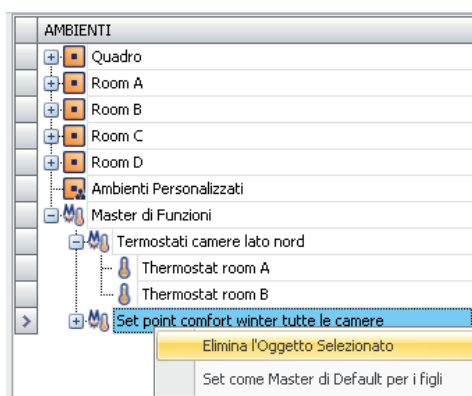 AMBIENTI
Quadro
Room A
Room B
Room C
Room D
Ambienti Personalizzati
Master di Funzioni
Termostati camere lato nord
Thermostat room A
Thermostat room B
Set point comfort winter tutte le camere
Elimina l'Oggetto Selezionato
Set come Master di Default per i figli